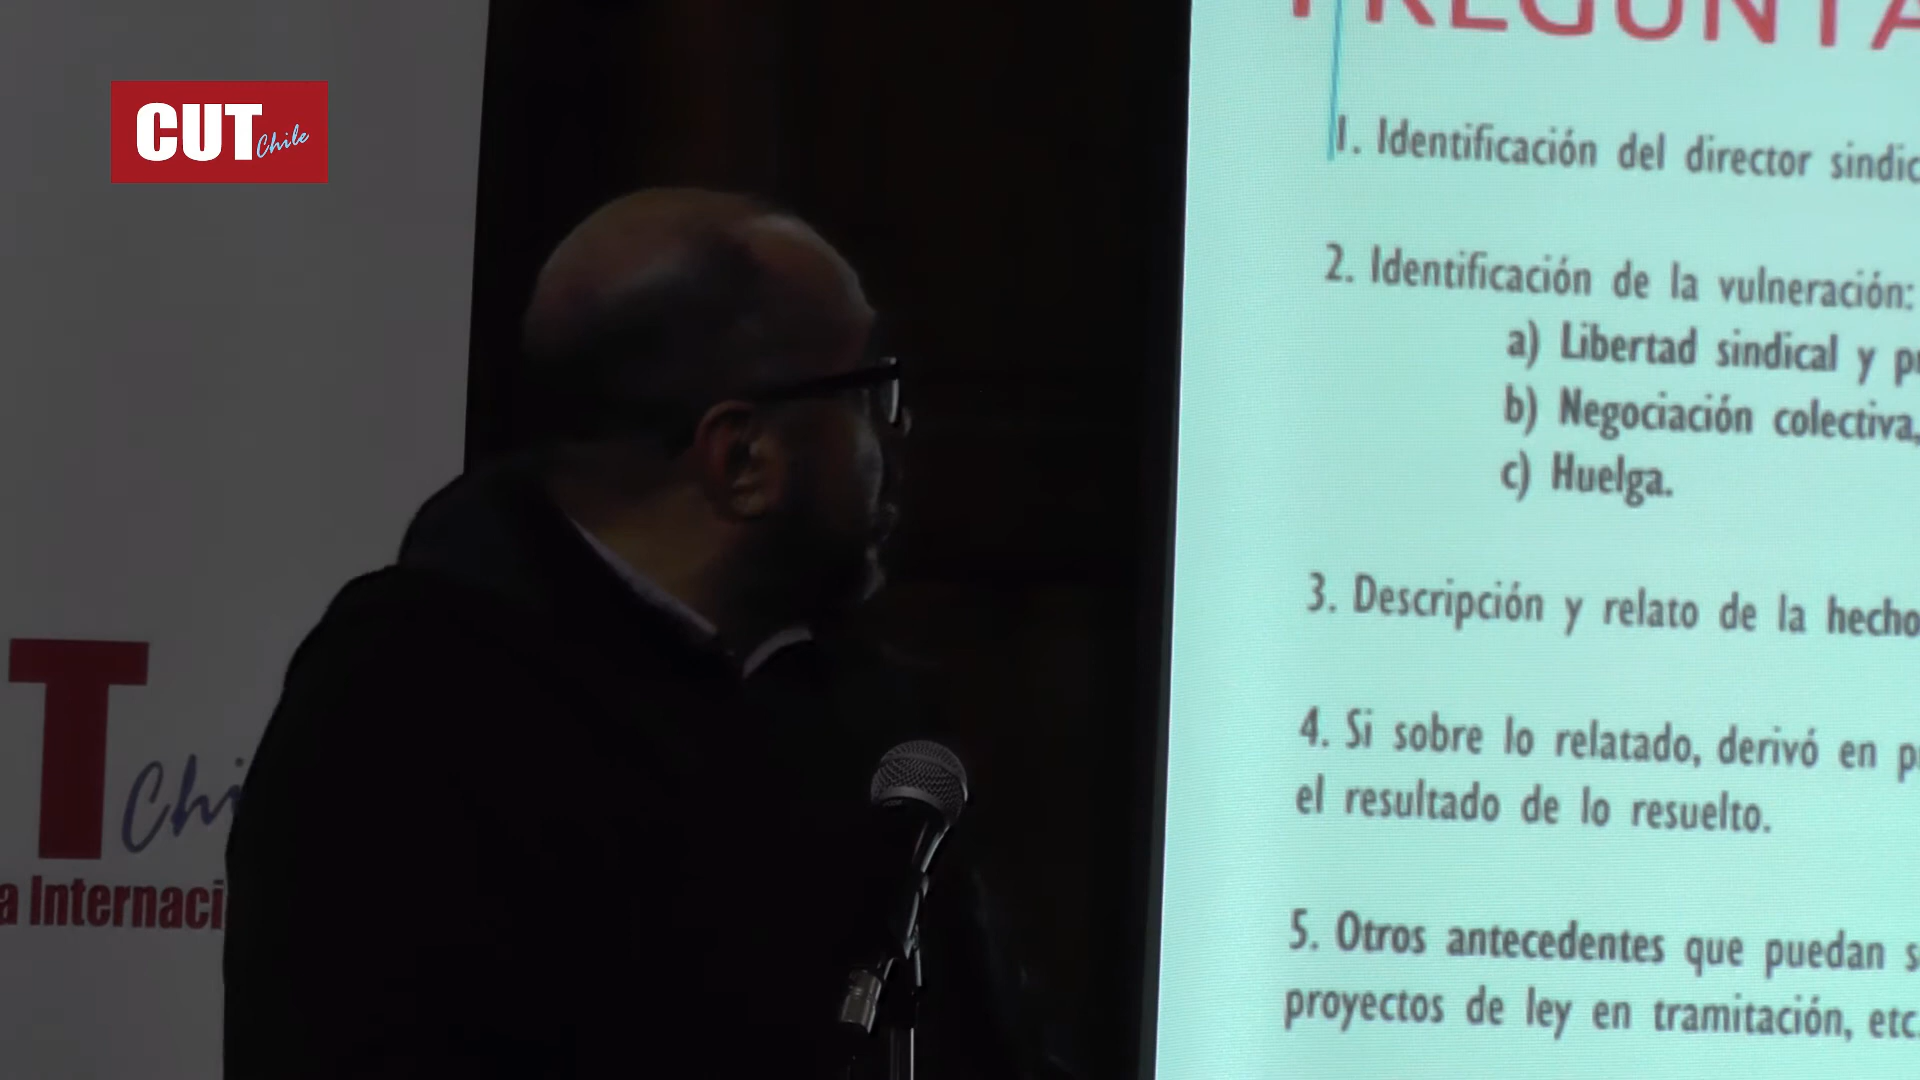 CUT Chile
T
Chi
a Internaci
PREGUNTA
1. Identificación del director sindic
2. Identificación de la vulneración:
a) Libertad sindical y p
b) Negociación colectiva,
c) Huelga.
3. Descripción y relato de la hecho
4. Si sobre lo relatado, derivó en p
el resultado de lo resuelto.
5. Otros antecedentes que puedan s
proyectos de ley en tramitación, etc.